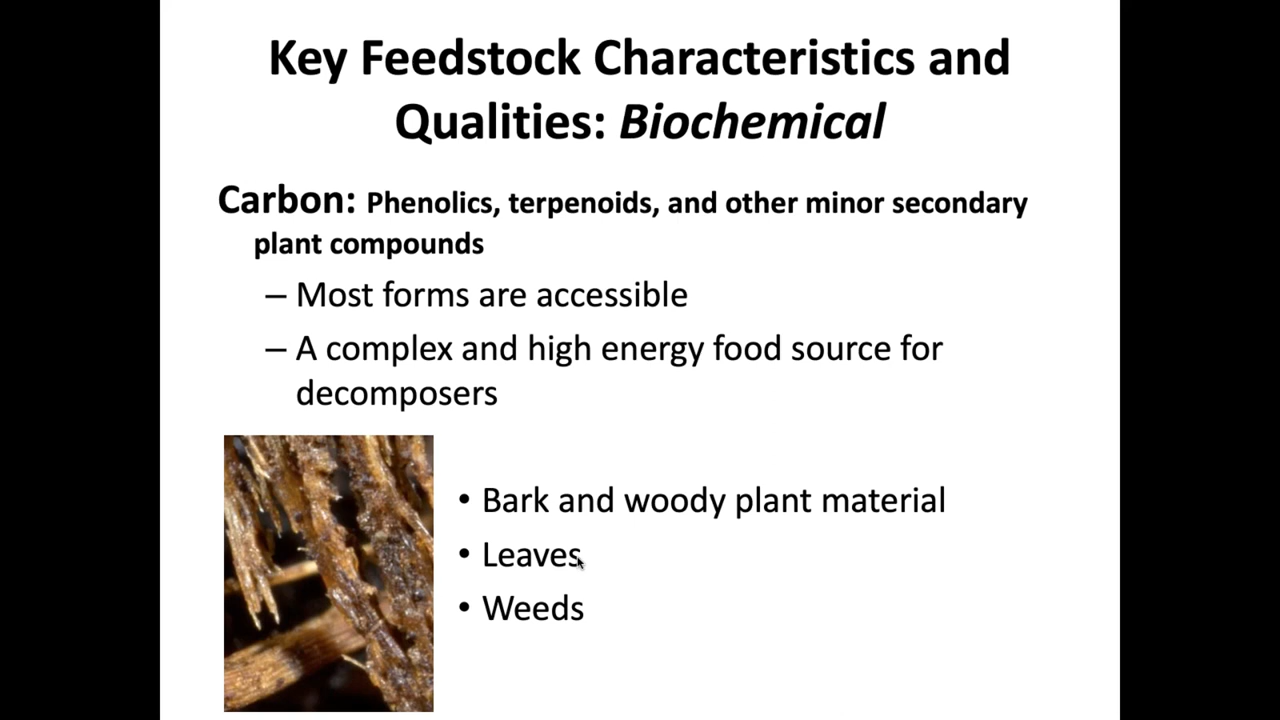 Key Feedstock Characteristics and
Qualities: Biochemical
Carbon: Phenolics, terpenoids, and other minor secondary
plant compounds
– Most forms are accessible
– A complex and high energy food source for
decomposers
• Bark and woody plant material
• Leaves
• Weeds